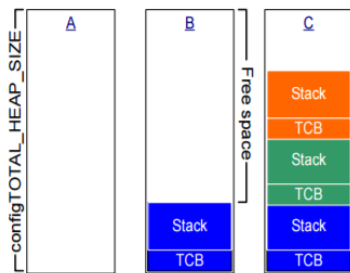 configTOTAL_HEAP_SIZE
A
B
Stack
TCB
Free space
C
Stack
TCB
Stack
TCB
Stack
TCB